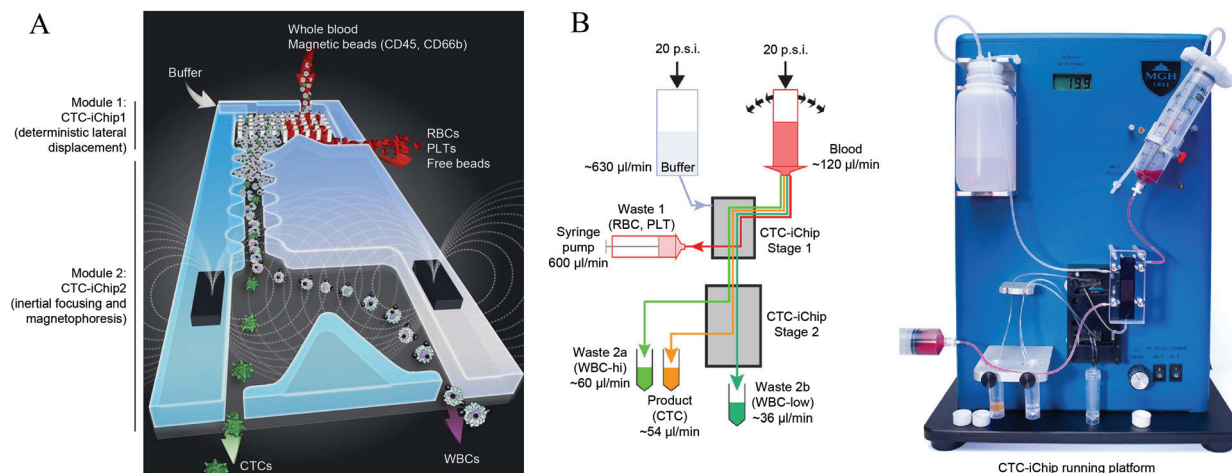 A
Whole blood
Magnetic beads (CD45, CD66b)
Buffer
Module 1:
CTC-iChip1
(deterministic lateral
displacement)
RBCs
PLTs
Free beads
Module 2:
CTC-iChip2
(inertial focusing and
magnetophoresis)
CTCs
WBCs
B
20 p.s.i.
20 p.s.i.
Buffer
~630 µl/min
Blood
~120 µl/min
Waste 1
(RBC, PLT)
Syringe
pump
600 µl/min
CTC-iChip
Stage 1
CTC-iChip
Stage 2
Waste 2a
(WBC-hi)
~60 µl/min
Product
(CTC)
~54 µl/min
Waste 2b
(WBC-low)
~36 µl/min
19.9
MGH
1811
CTC-iChip running platform